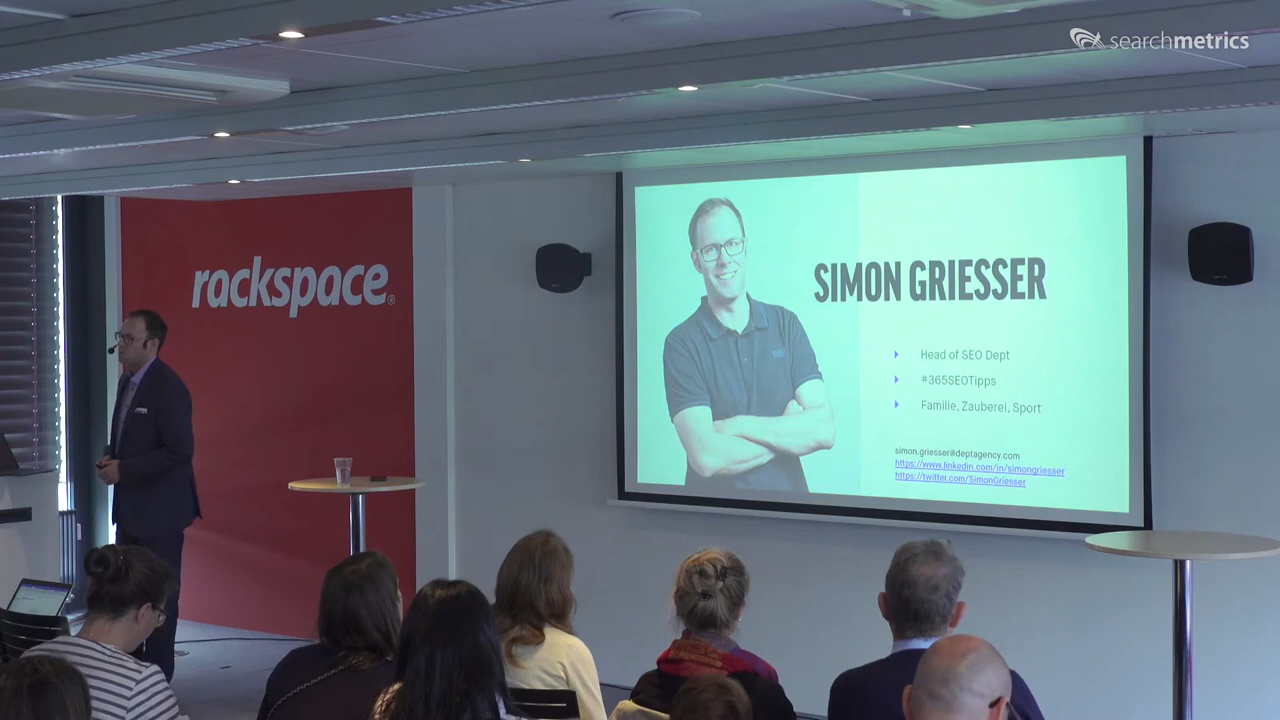 searchmetrics
rackspace®
SIMON GRIESSER
Head of SEO Dept
#365SEOTipps
Familie, Zauberei, Sport
simon.griesser@deptagency.com
https://www.linkedin.com/in/simongriesser
https://twitter.com/SimonGriesser